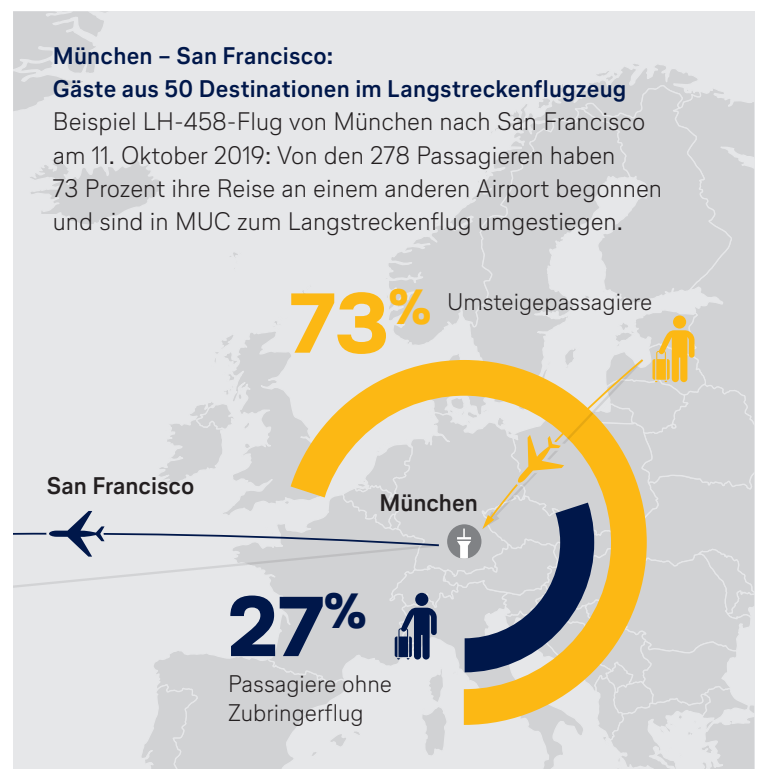 München – San Francisco:
Gäste aus 50 Destinationen im Langstreckenflugzeug
Beispiel LH-458-Flug von München nach San Francisco
am 11. Oktober 2019: Von den 278 Passagieren haben
73 Prozent ihre Reise an einem anderen Airport begonnen
und sind in MUC zum Langstreckenflug umgestiegen.
73%
Umsteigepassagiere
San Francisco
München
27%
Passagiere ohne
Zubringerflug